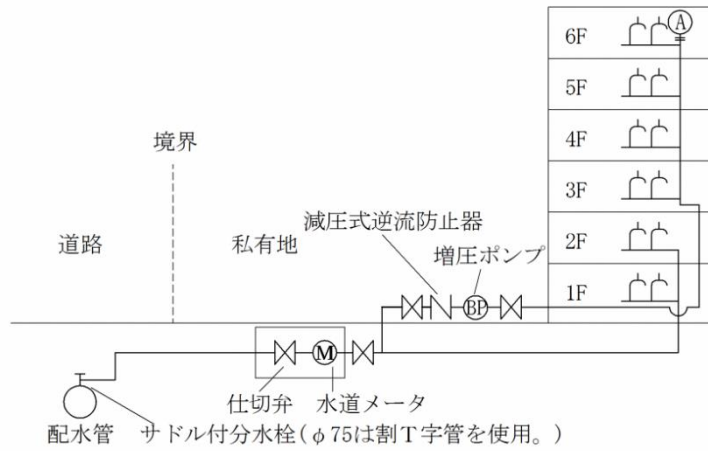 6F
A
5F
4F
境界
3F
減圧式逆流防止器
道路
私有地
2F
増圧ポンプ
BP
1F
M
仕切弁 水道メータ
配水管 サドル付分水栓(φ75は割T字管を使用。)